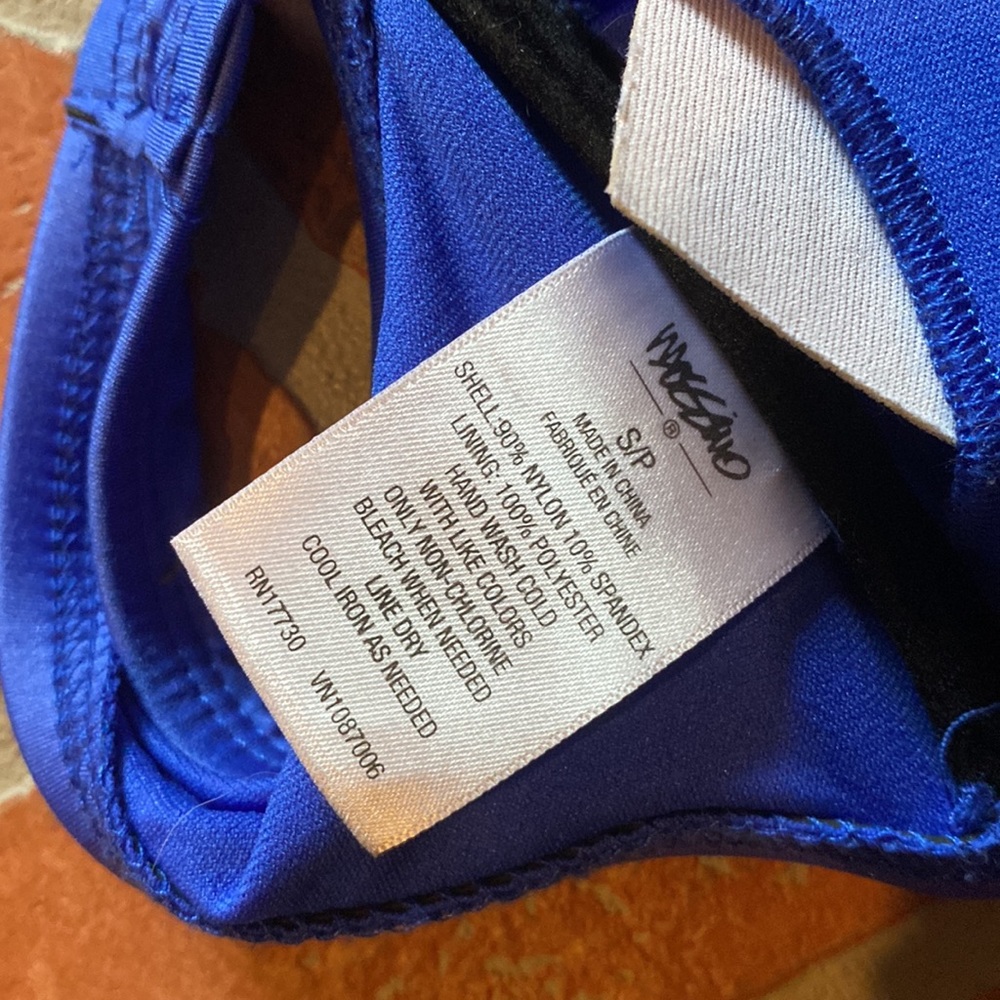 MOSSIMO
®
S/P
MADE IN CHINA
FABRIQUE EN CHINE
SHELL:90% NYLON 10% SPANDEX
LINING: 100% POLYESTER
HAND WASH COLD
WITH LIKE COLORS
ONLY NON-CHLORINE
BLEACH WHEN NEEDED
LINE DRY
COOL IRON AS NEEDED
RN17730 VN1087006